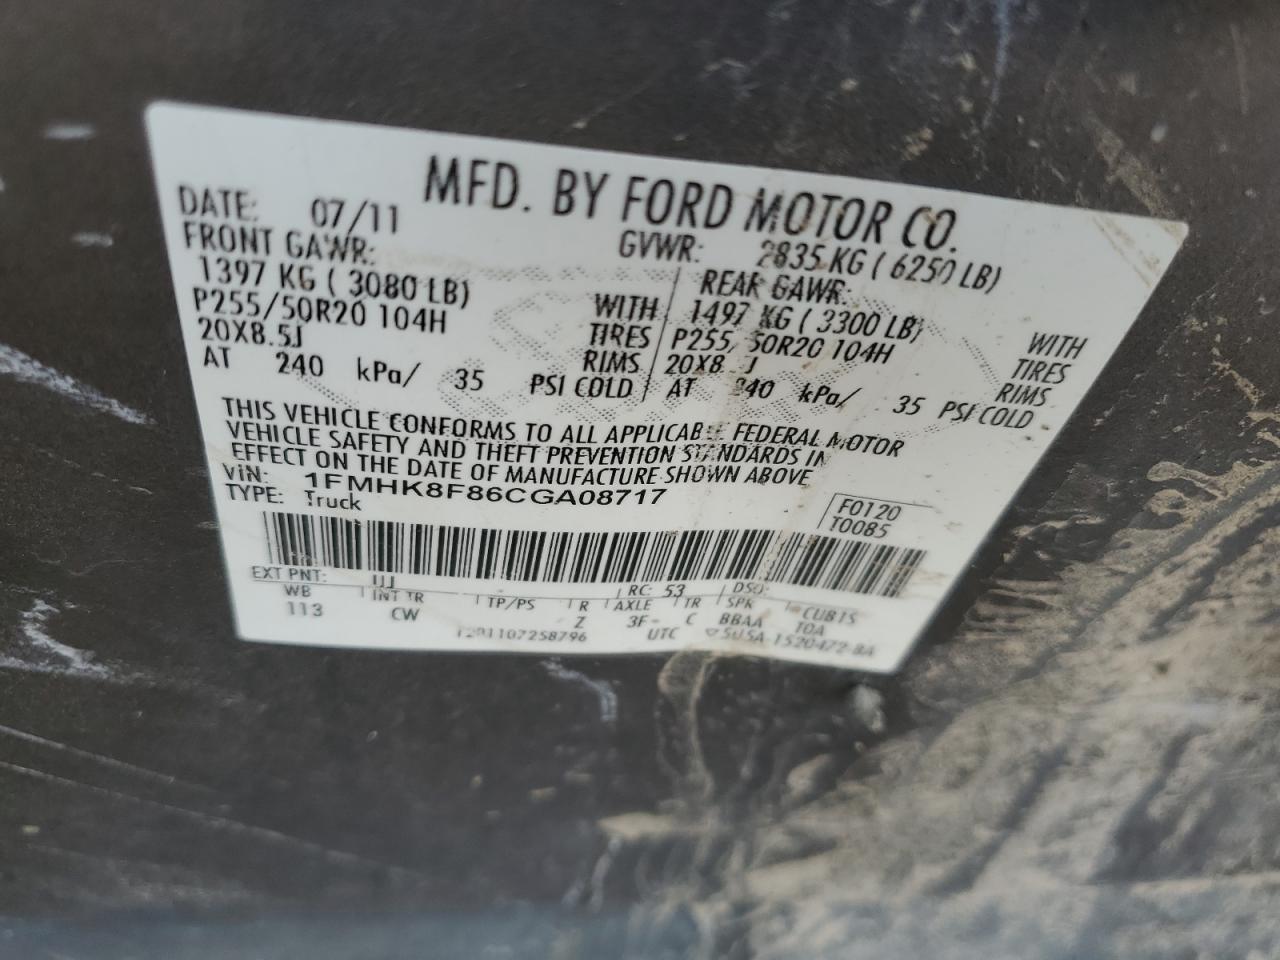 MFD. BY FORD MOTOR CO.
DATE: 07/11 GVWR: 2835 KG ( 6250 LB)
FRONT GAWR: REAR GAWR:
1397 KG ( 3080 LB) WITH 1497 KG ( 3300 LB) WITH
P255/50R20 104H TIRES P255/50R20 104H TIRES
20X8.5J RIMS 20X8 J RIMS
AT 240 kPa/ 35 PSI COLD AT 240 kPa/ 35 PSI COLD
THIS VEHICLE CONFORMS TO ALL APPLICABLE FEDERAL MOTOR
VEHICLE SAFETY AND THEFT PREVENTION STANDARDS IN
EFFECT ON THE DATE OF MANUFACTURE SHOWN ABOVE
VIN: 1FMHK8F86CGA08717
TYPE: Truck
F0120
T0085
EXT PNT: UJ RC: 53 DSO:
WB INT TR TP/PS R AXLE TR SPR CUBTS
113 CW Z 3F- C BBAA TOA
UTC